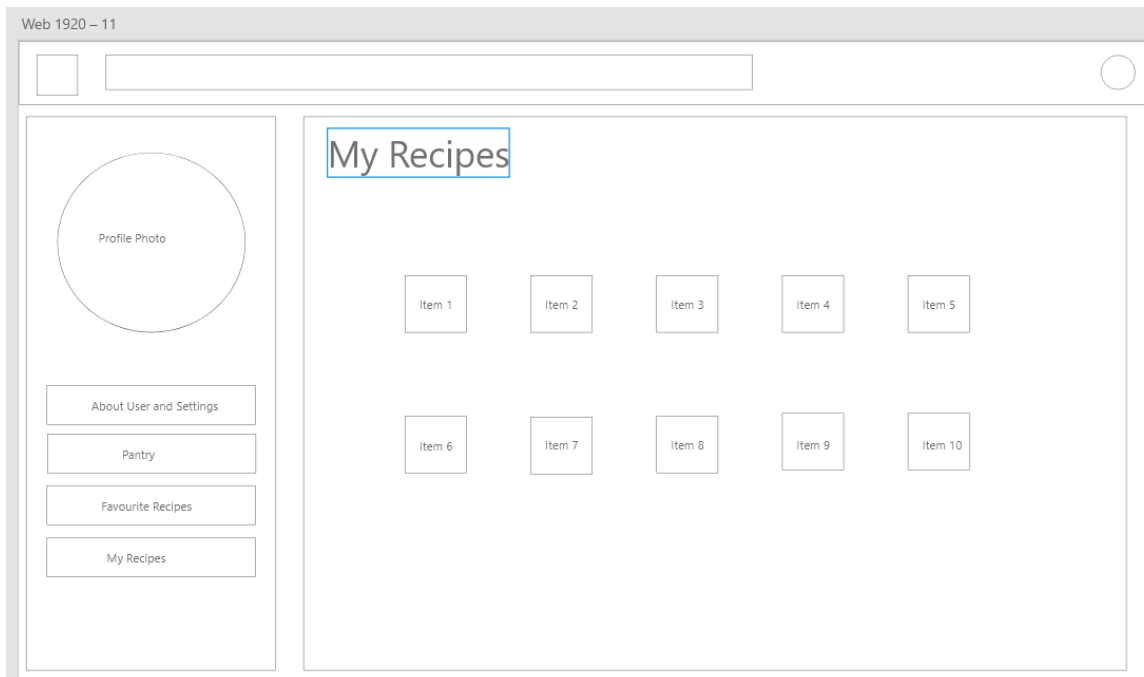 Web 1920 – 11
My Recipes
Profile Photo
Item 1
Item 2
Item 3
Item 4
Item 5
About User and Settings
Pantry
Favourite Recipes
My Recipes
Item 6
Item 7
Item 8
Item 9
Item 10